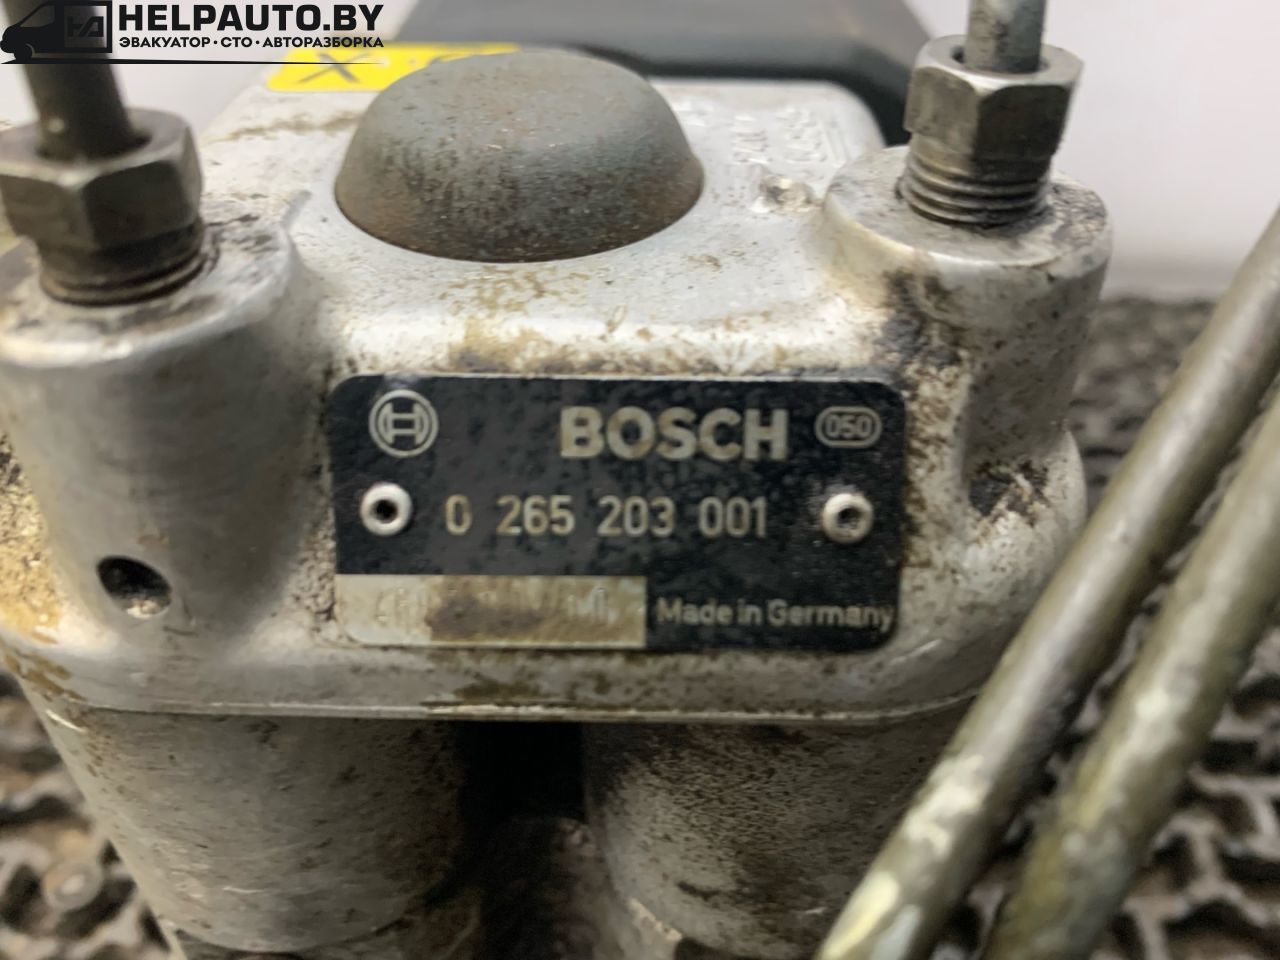 HELPAUTO.BY
ЭВАКУАТОР·СТО·АВТОРАЗБОРКА
BOSCH
050
0 265 203 001
Made in Germany